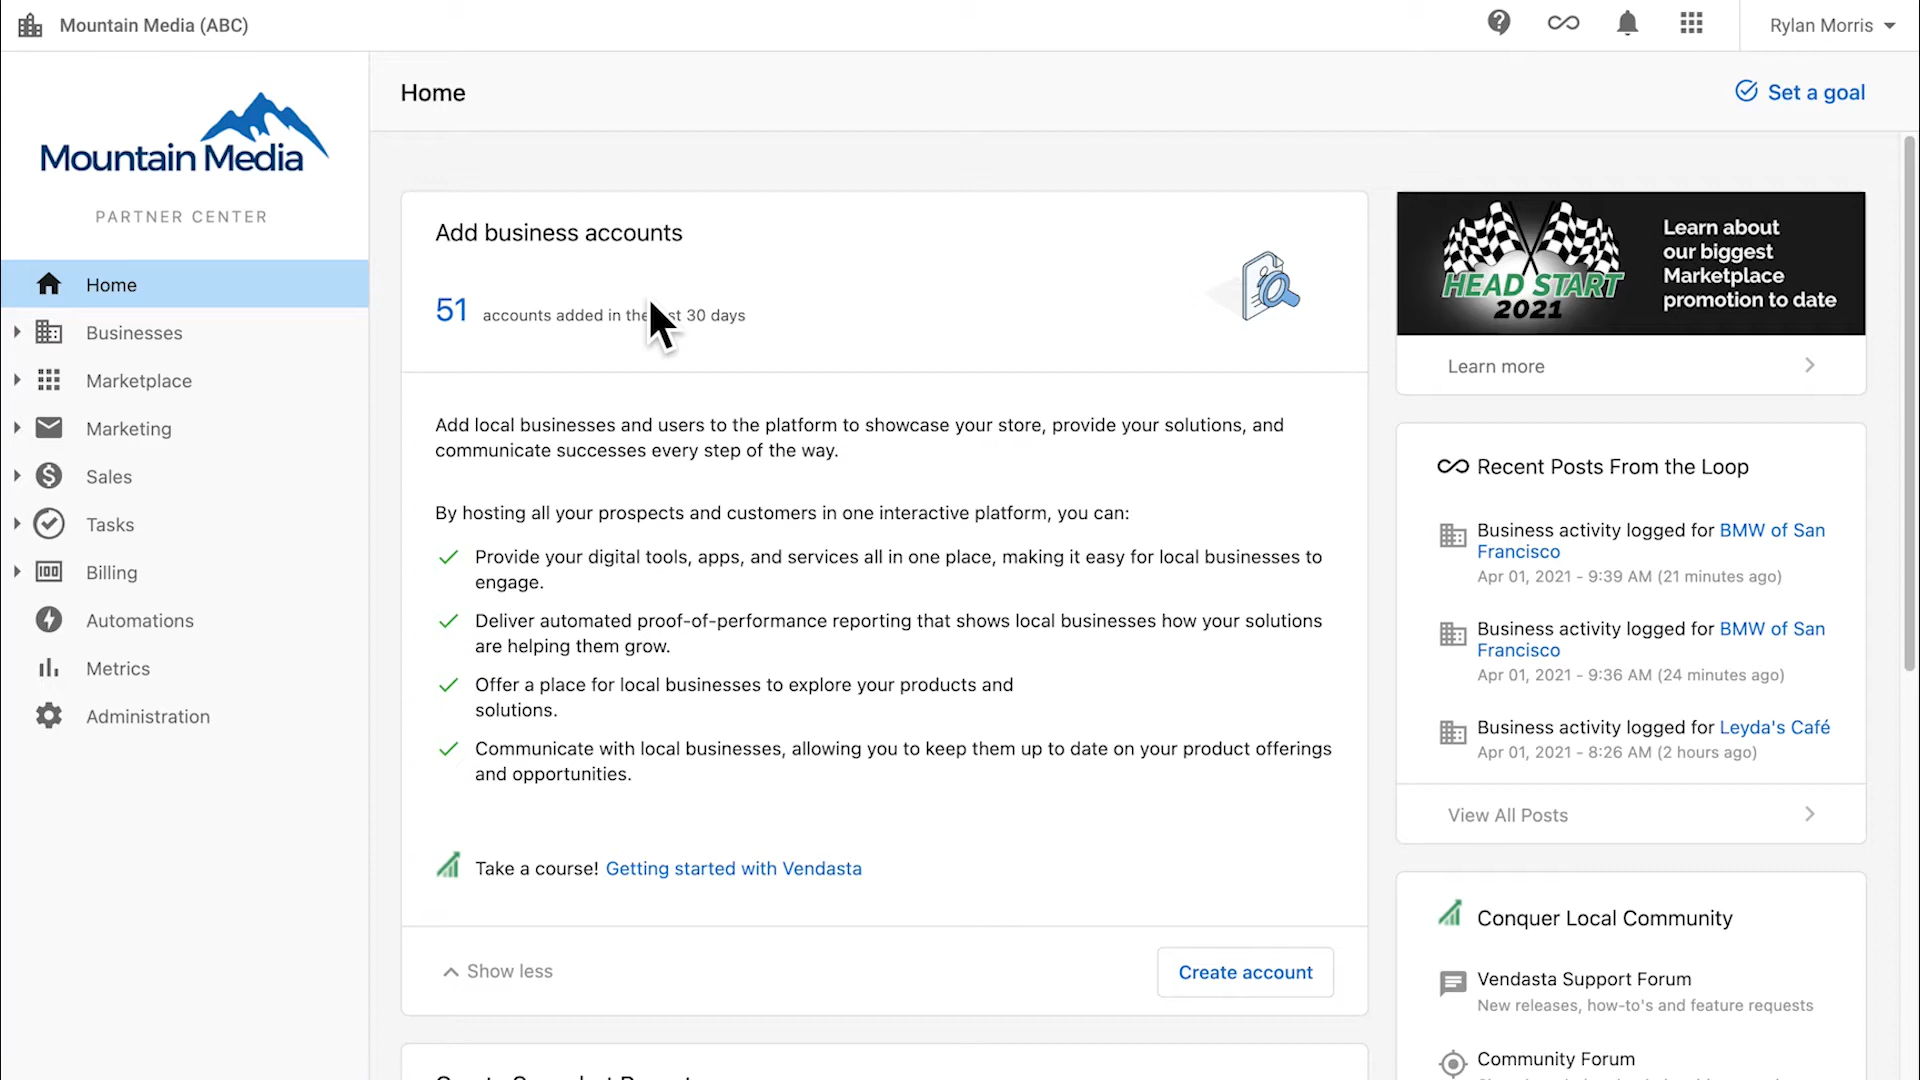 Mountain Media (ABC)
Rylan Morris
Mountain Media
PARTNER CENTER
Home
Businesses
Marketplace
Marketing
Sales
Tasks
Billing
Automations
Metrics
Administration
Home
Set a goal
Add business accounts
51 accounts added in the st 30 days
Add local businesses and users to the platform to showcase your store, provide your solutions, and
communicate successes every step of the way.
By hosting all your prospects and customers in one interactive platform, you can:
Provide your digital tools, apps, and services all in one place, making it easy for local businesses to
engage.
Deliver automated proof-of-performance reporting that shows local businesses how your solutions
are helping them grow.
Offer a place for local businesses to explore your products and
solutions.
Communicate with local businesses, allowing you to keep them up to date on your product offerings
and opportunities.
Take a course! Getting started with Vendasta
Show less
Create account
HEAD START
2021
Learn about
our biggest
Marketplace
promotion to date
Learn more
Recent Posts From the Loop
Business activity logged for BMW of San
Francisco
Apr 01, 2021 - 9:39 AM (21 minutes ago)
Business activity logged for BMW of San
Francisco
Apr 01, 2021 - 9:36 AM (24 minutes ago)
Business activity logged for Leyda's Café
Apr 01, 2021 - 8:26 AM (2 hours ago)
View All Posts
Conquer Local Community
Vendasta Support Forum
New releases, how-to's and feature requests
Community Forum